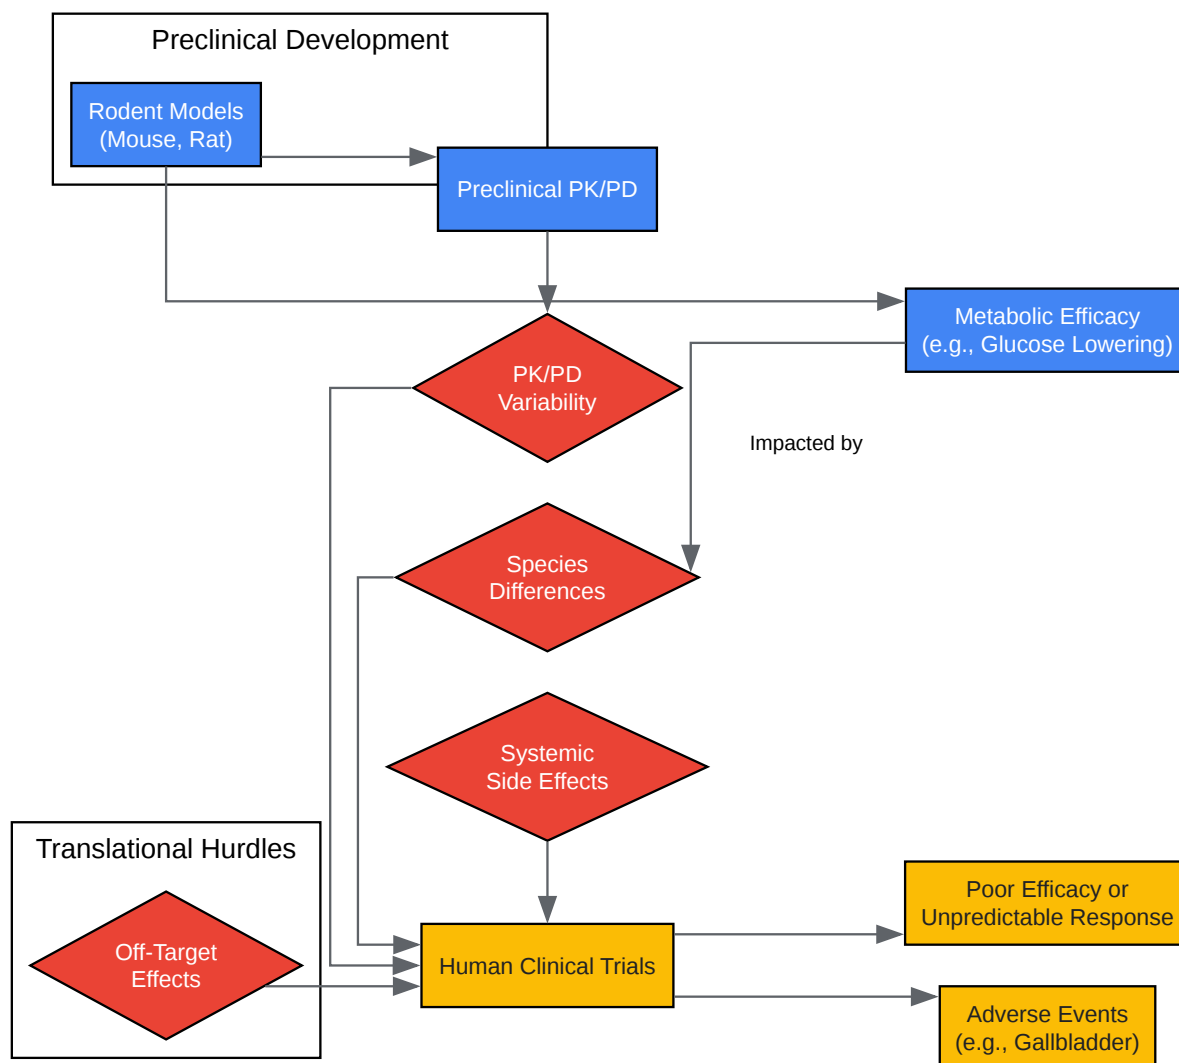 Preclinical Development
Rodent Models
(Mouse, Rat)
Preclinical PK/PD
Metabolic Efficacy
(e.g., Glucose Lowering)
PK/PD
Variability
Impacted by
Species
Differences
Systemic
Side Effects
Translational Hurdles
Off-Target
Effects
Human Clinical Trials
Poor Efficacy or
Unpredictable Response
Adverse Events
(e.g., Gallbladder)